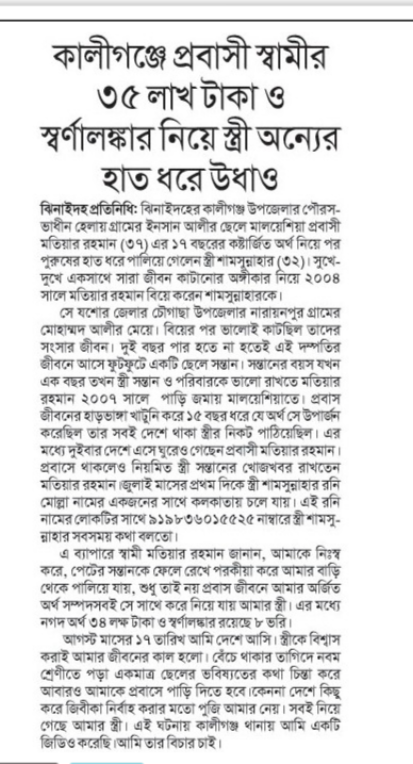 কালীগঞ্জে প্রবাসী স্বামীর
৩৫ লাখ টাকা ও
স্বর্ণালঙ্কার নিয়ে স্ত্রী অন্যের
হাত ধরে উধাও
ঝিনাইদহ প্রতিনিধি: ঝিনাইদহের কালীগঞ্জ উপজেলার পৌরস-
ভাধীন হেলায় গ্রামের ইনসান আলীর ছেলে মালয়েশিয়া প্রবাসী
মতিয়ার রহমান (৩৭) এর ১৭ বছরের কষ্টার্জিত অর্থ নিয়ে পর
পুরুষের হাত ধরে পালিয়ে গেলেন স্ত্রী শামসুন্নাহার (৩২)। সুখে-
দুখে একসাথে সারা জীবন কাটানোর অঙ্গীকার নিয়ে ২০০৪
সালে মতিয়ার রহমান বিয়ে করেন শামসুন্নাহারকে।
সে যশোর জেলার চৌগাছা উপজেলার নারায়নপুর গ্রামের
মোহাম্মদ আলীর মেয়ে। বিয়ের পর ভালোই কাটছিল তাদের
সংসার জীবন। দুই বছর পার হতে না হতেই এই দম্পতির
জীবনে আসে ফুটফুটে একটি ছেলে সন্তান। সন্তানের বয়স যখন
এক বছর তখন স্ত্রী সন্তান ও পরিবারকে ভালো রাখতে মতিয়ার
রহমান ২০০৭ সালে পাড়ি জমায় মালয়েশিয়াতে। প্রবাস
জীবনের হাড়ভাঙ্গা খাটুনি করে ১৫ বছর ধরে যে অর্থ সে উপার্জন
করেছিল তার সবই দেশে থাকা স্ত্রীর নিকট পাঠিয়েছিল। এর
মধ্যে দুইবার দেশে এসে ঘুরেও গেছেন প্রবাসী মতিয়ার রহমান।
প্রবাসে থাকলেও নিয়মিত স্ত্রী সন্তানের খোজখবর রাখতেন
মতিয়ার রহমান।জুলাই মাসের প্রথম দিকে স্ত্রী শামসুন্নাহার রনি
মোল্লা নামের একজনের সাথে কলকাতায় চলে যায়। এই রনি
নামের লোকটির সাথে ৯১৯৮৩৬০১৫৫২৫ নাম্বারে স্ত্রী শামসু-
ন্নাহার সবসময় কথা বলতো।
এ ব্যাপারে স্বামী মতিয়ার রহমান জানান, আমাকে নিঃস্ব
করে, পেটের সন্তানকে ফেলে রেখে পরকীয়া করে আমার বাড়ি
থেকে পালিয়ে যায়, শুধু তাই নয় প্রবাস জীবনে আমার অর্জিত
অর্থ সম্পদসবই সে সাথে করে নিয়ে যায় আমার স্ত্রী। এর মধ্যে
নগদ অর্থ ৩৪ লক্ষ টাকা ও স্বর্ণালঙ্কার রয়েছে ৮ ভরি।
আগস্ট মাসের ১৭ তারিখ আমি দেশে আসি। স্ত্রীকে বিশ্বাস
করাই আমার জীবনের কাল হলো। বেঁচে থাকার তাগিদে নবম
শ্রেণীতে পড়া একমাত্র ছেলের ভবিষ্যতের কথা চিন্তা করে
আবারও আমাকে প্রবাসে পাড়ি দিতে হবে।কেননা দেশে কিছু
করে জিবীকা নির্বাহ করার মতো পুজি আমার নেয়। সবই নিয়ে
গেছে আমার স্ত্রী। এই ঘটনায় কালীগঞ্জ থানায় আমি একটি
জিডিও করেছি।আমি তার বিচার চাই।